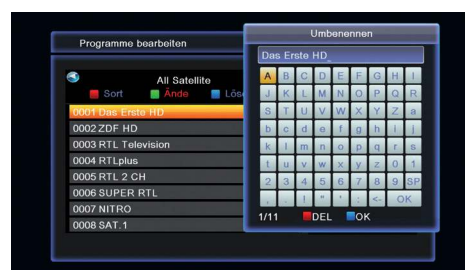 Programme bearbeiten
All Satellite
Sort Ände Lös
0001 Das Erste HD
0002 ZDF HD
0003 RTL Television
0004 RTLplus
0005 RTL 2 CH
0006 SUPER RTL
0007 NITRO
0008 SAT.1
Umbenennen
Das Erste HD_
A B C D E F G H I
J K L M N O P Q R
S T U V W X Y Z a
b c d e f g h i j
k l m n o p q r s
t u v w x y z 0 1
2 3 4 5 6 7 8 9 SP
, . ! " ' : <- OK
1/11 DEL OK